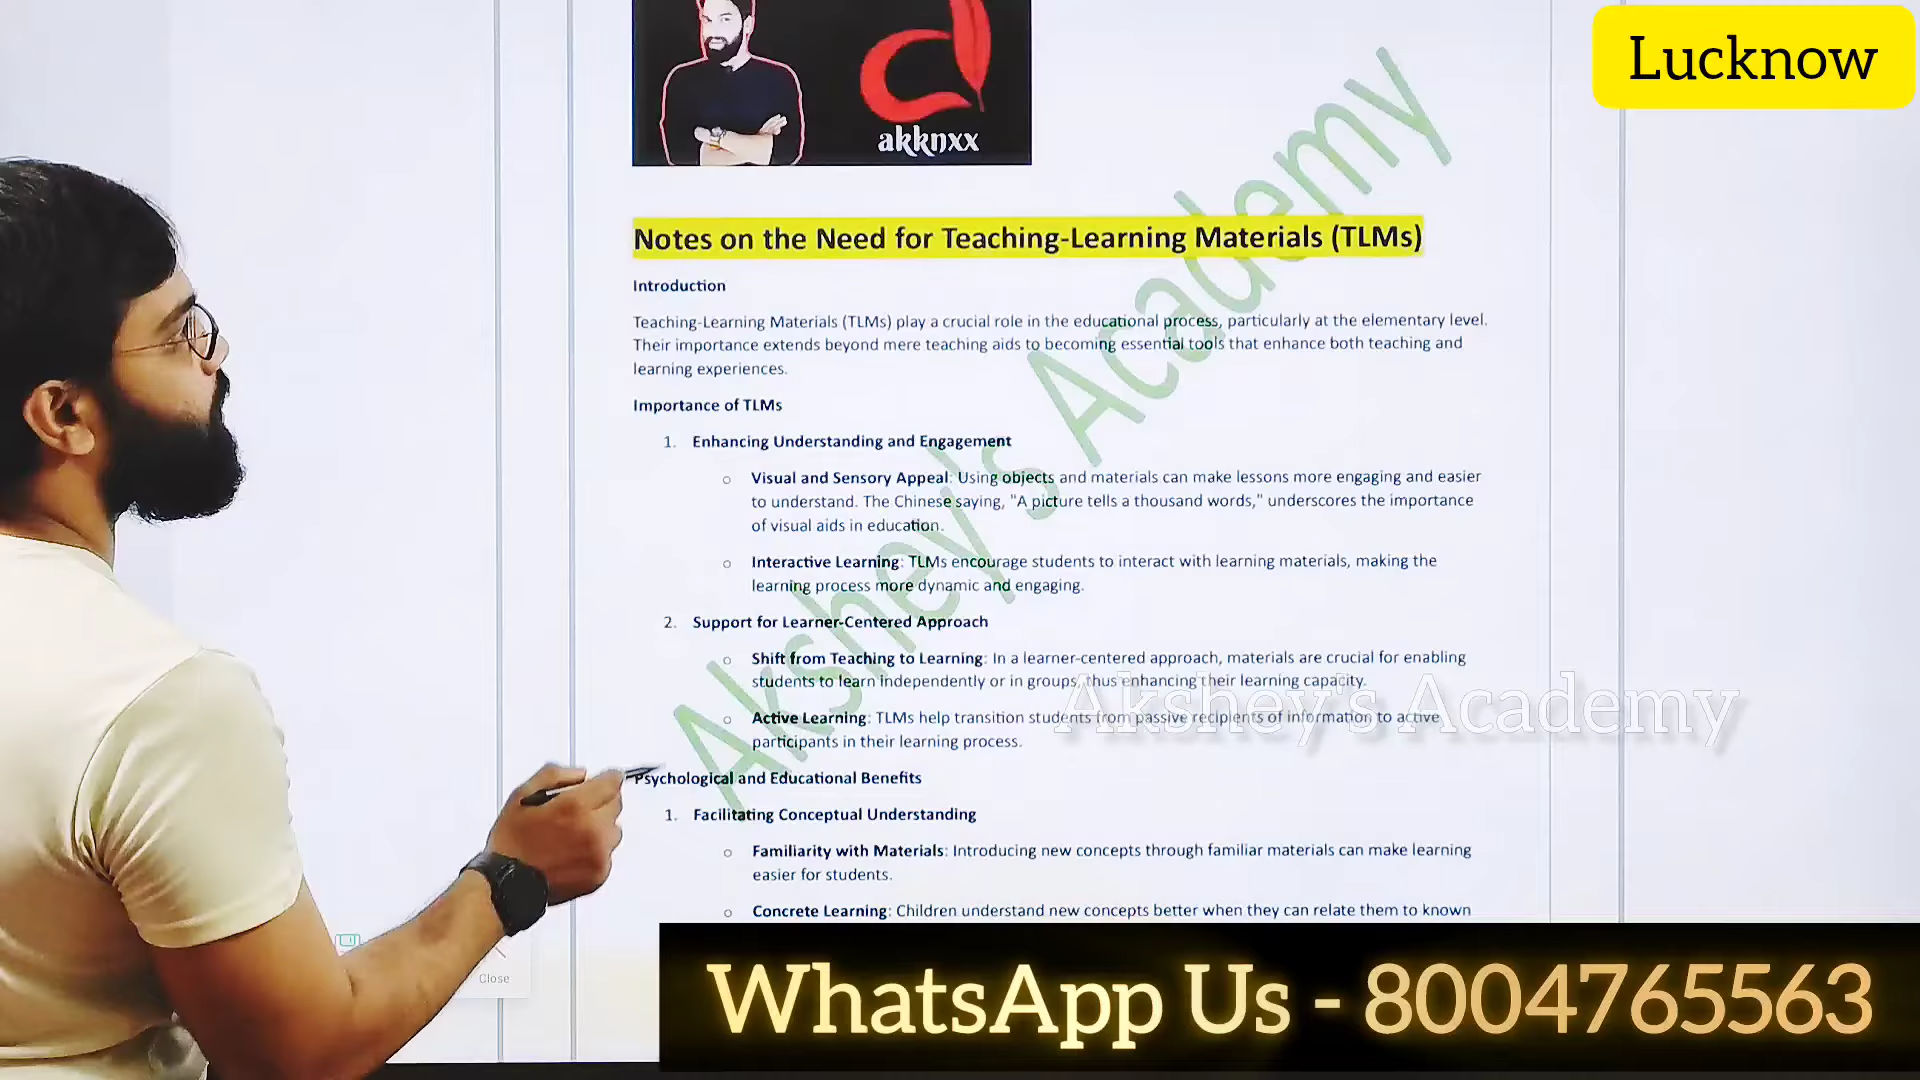 Lucknow
akknxx
Notes on the Need for Teaching-Learning Materials (TLMs)
Introduction
Teaching-Learning Materials (TLMs) play a crucial role in the educational process, particularly at the elementary level.
Their importance extends beyond mere teaching aids to becoming essential tools that enhance both teaching and
learning experiences.
Importance of TLMs
1. Enhancing Understanding and Engagement
○ Visual and Sensory Appeal: Using objects and materials can make lessons more engaging and easier
to understand. The Chinese saying, "A picture tells a thousand words," underscores the importance
of visual aids in education.
○ Interactive Learning: TLMs encourage students to interact with learning materials, making the
learning process more dynamic and engaging.
2. Support for Learner-Centered Approach
○ Shift from Teaching to Learning: In a learner-centered approach, materials are crucial for enabling
students to learn independently or in groups, thus enhancing their learning capacity.
○ Active Learning: TLMs help transition students from passive recipients of information to active
participants in their learning process.
Psychological and Educational Benefits
1. Facilitating Conceptual Understanding
○ Familiarity with Materials: Introducing new concepts through familiar materials can make learning
easier for students.
○ Concrete Learning: Children understand new concepts better when they can relate them to known
Akshey's Academy
Akshey's Academy
Close
WhatsApp Us - 8004765563